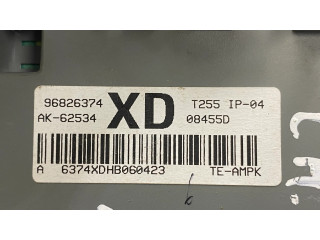 96826374 XD T255 IP-04
AK-62534 08455D
A 6374XDHB060423 TE-AMPK